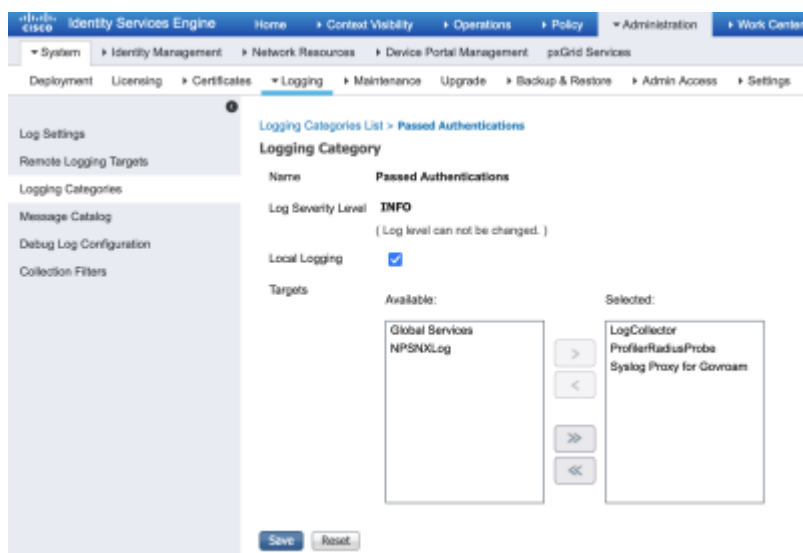 cisco Identity Services Engine Home Context Visibility Operations Policy Administration Work Center
System Identity Management Network Resources Device Portal Management pxGrid Services
Deployment Licensing Certificates Logging Maintenance Upgrade Backup & Restore Admin Access Settings
Log Settings
Remote Logging Targets
Logging Categories
Message Catalog
Debug Log Configuration
Collection Filters
Logging Categories List > Passed Authentications
Logging Category
Name Passed Authentications
Log Severity Level INFO
( Log level can not be changed. )
Local Logging
Targets
Available:
Global Services
NPSNXLog
Selected:
LogCollector
ProfilerRadiusProbe
Syslog Proxy for Govroam
Save Reset